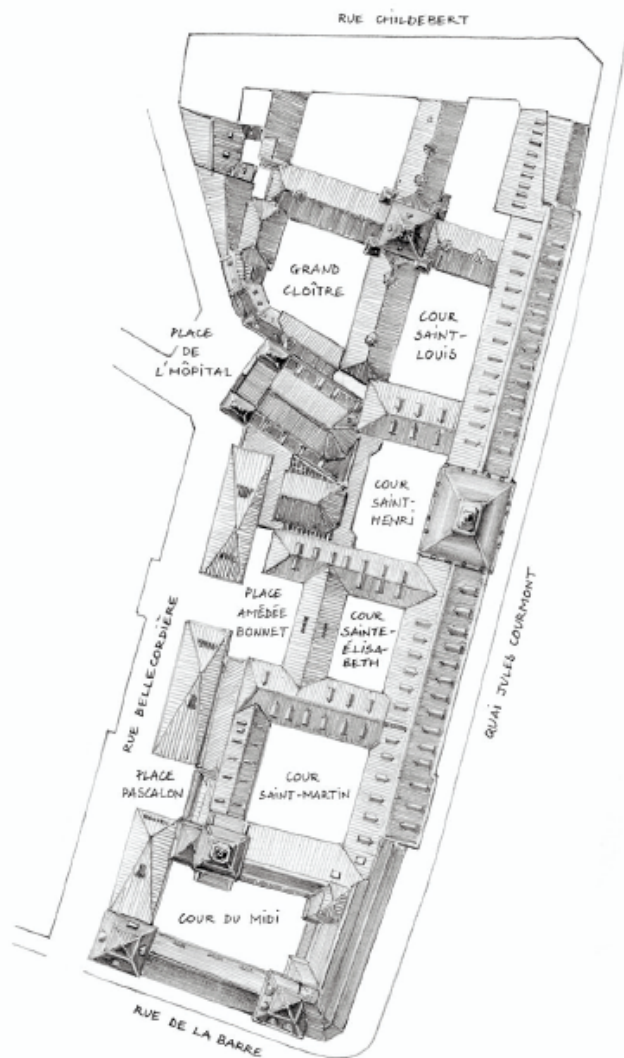 RUE CHILDEBERT
GRAND
CLOÎTRE
COUR
SAINT-
LOUIS
PLACE
DE
L'HÔPITAL
COUR
SAINT-
HENRI
PLACE
AMÉDÉE
BONNET
COUR
SAINTE-
ÉLISA-
BETH
QUAI JULES COURMONT
RUE BELLECORDIÈRE
PLACE
PASCALON
COUR
SAINT-MARTIN
COUR DU MIDI
RUE DE LA BARRE